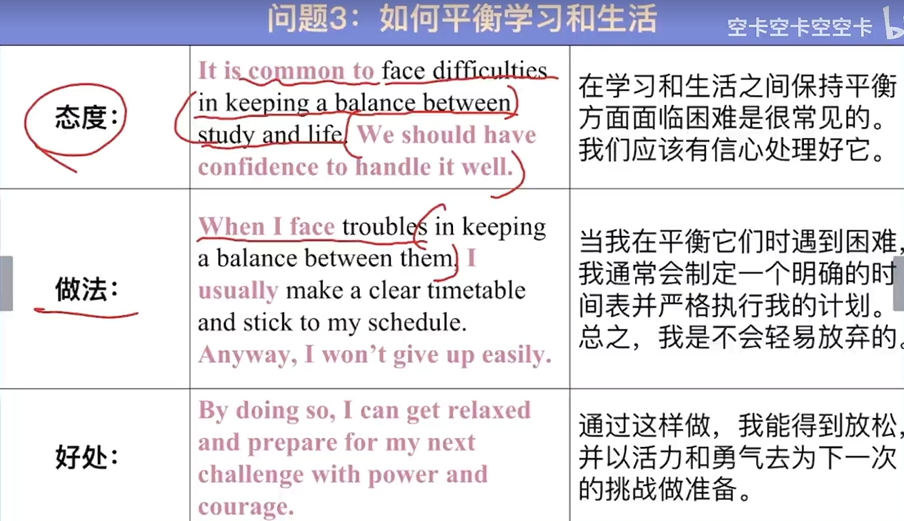 问题3：如何平衡学习和生活
空卡空卡空空卡
态度：
It is common to face difficulties
in keeping a balance between
study and life. We should have
confidence to handle it well.
在学习和生活之间保持平衡
方面面临困难是很常见的。
我们应该有信心处理好它。
做法：
When I face troubles in keeping
a balance between them, I
usually make a clear timetable
and stick to my schedule.
Anyway, I won't give up easily.
当我在平衡它们时遇到困难，
我通常会制定一个明确的时
间表并严格执行我的计划。
总之，我是不会轻易放弃的。
好处：
By doing so, I can get relaxed
and prepare for my next
challenge with power and
courage.
通过这样做，我能得到放松，
并以活力和勇气去为下一次
的挑战做准备。